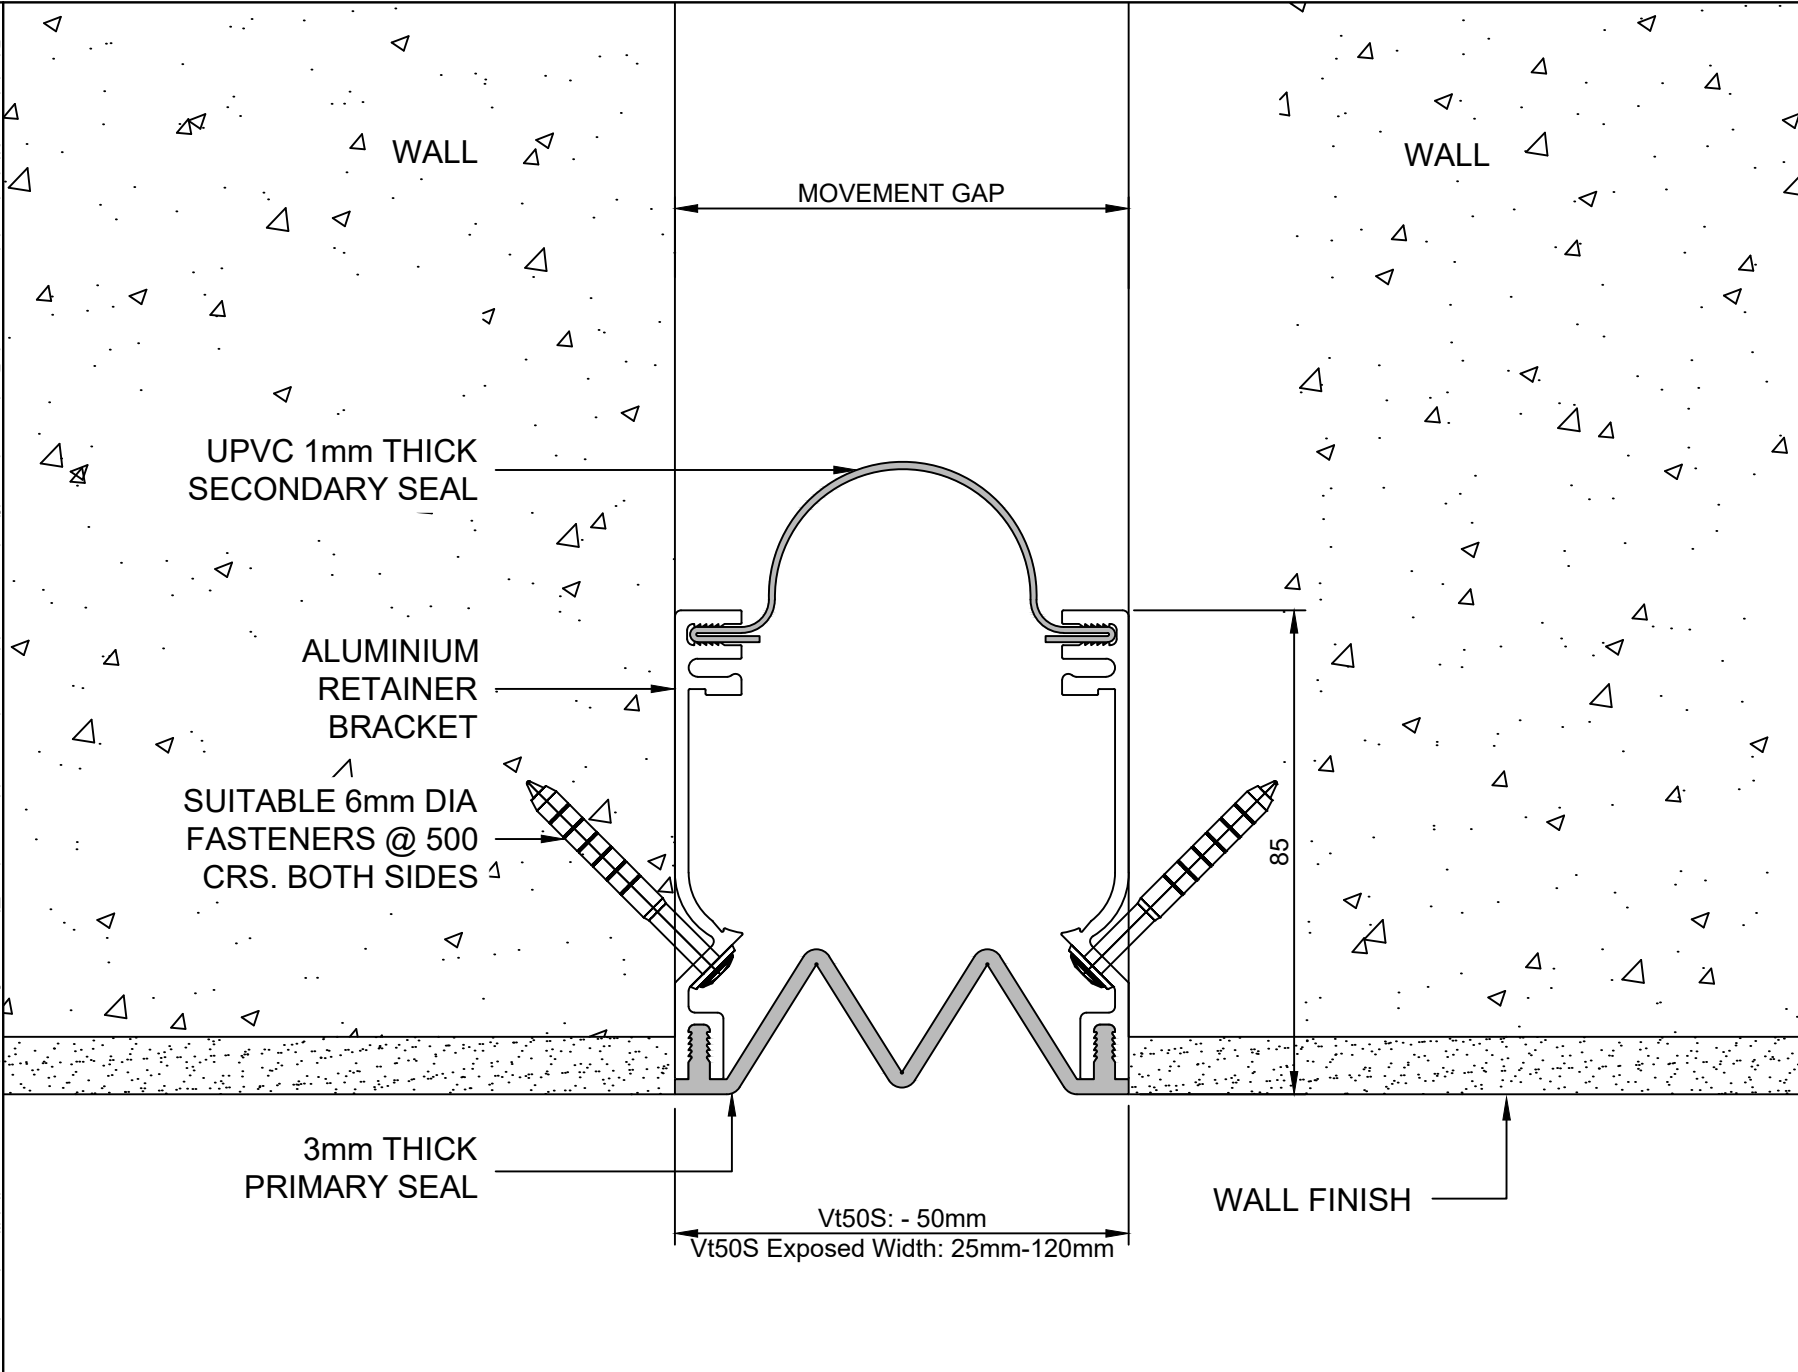 WALL
WALL
MOVEMENT GAP
UPVC 1mm THICK
SECONDARY SEAL
ALUMINIUM
RETAINER
BRACKET
SUITABLE 6mm DIA
FASTENERS @ 500
CRS. BOTH SIDES
85
3mm THICK
PRIMARY SEAL
WALL FINISH
Vt50S: - 50mm
Vt50S Exposed Width: 25mm-120mm